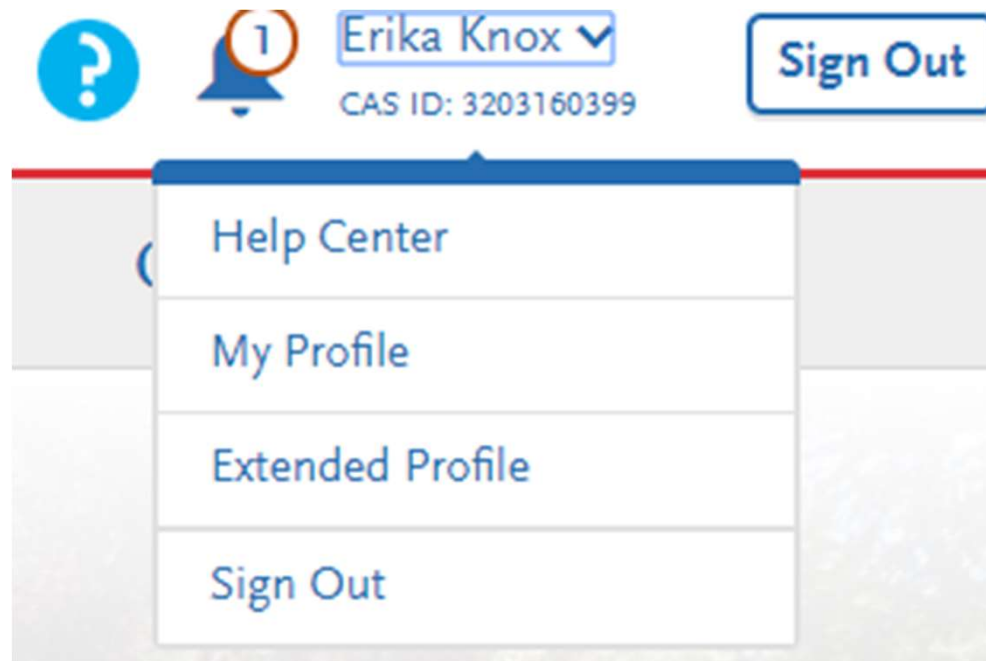 ?
1
Erika Knox
Sign Out
CAS ID: 3203160399
Help Center
My Profile
Extended Profile
Sign Out